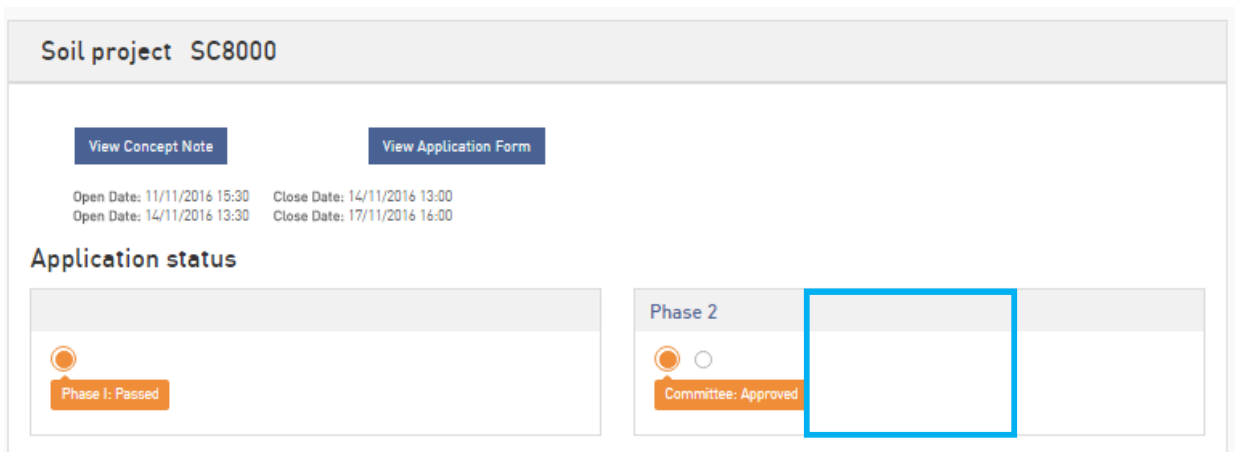 Soil project SC8000
View Concept Note View Application Form
Open Date: 11/11/2016 15:30 Close Date: 14/11/2016 13:00
Open Date: 14/11/2016 13:30 Close Date: 17/11/2016 16:00
Application status
Phase 2
Phase I: Passed Committee: Approved